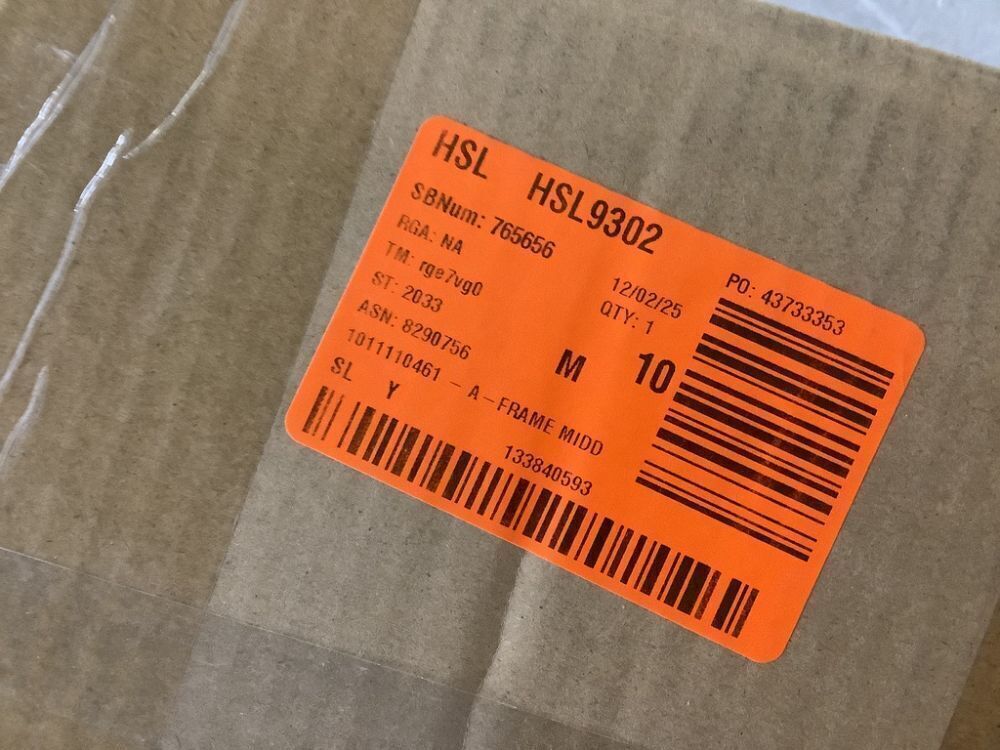 HSL HSL9302
SBNum: 765656
RGA: NA
TM: rge7vg0
12/02/25
PO: 43733353
ST: 2033
QTY: 1
ASN: 8290756
M 10
1011110461 - A-FRAME MIDD
SL Y
133840593